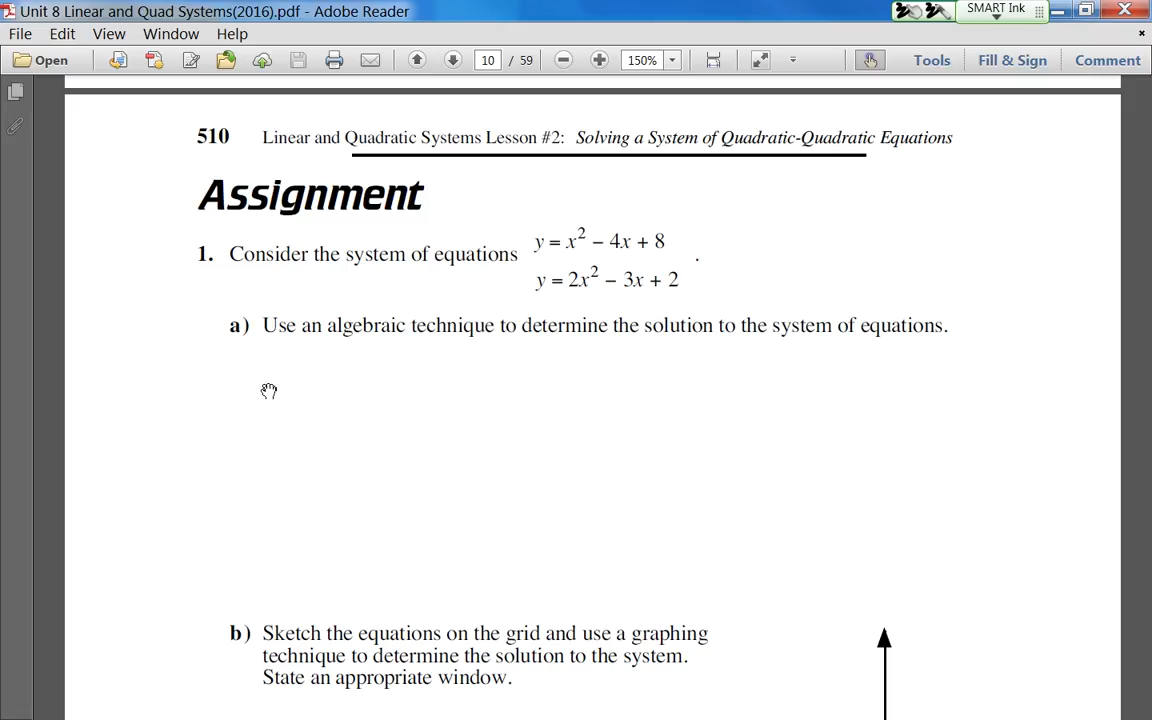 Unit 8 Linear and Quad Systems(2016).pdf - Adobe Reader
SMART Ink
File Edit View Window Help
Open 10 / 59 150% Tools Fill & Sign Comment
510 Linear and Quadratic Systems Lesson #2: Solving a System of Quadratic-Quadratic Equations
Assignment
1. Consider the system of equations
y = x² − 4x + 8
y = 2x² − 3x + 2 .
a) Use an algebraic technique to determine the solution to the system of equations.
b) Sketch the equations on the grid and use a graphing
technique to determine the solution to the system.
State an appropriate window.